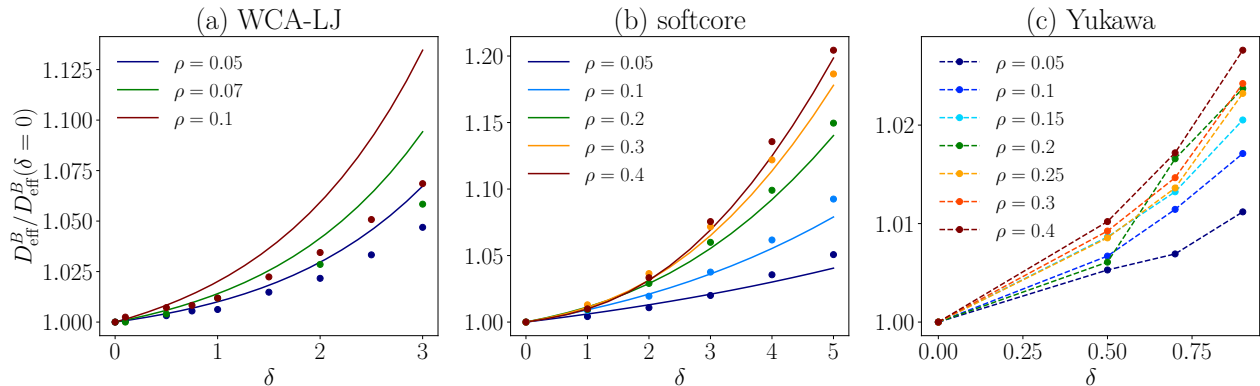 (a) WCA-LJ
D^B_eff/D^B_eff(δ = 0)
1.125
1.100
1.075
1.050
1.025
1.000
ρ = 0.05
ρ = 0.07
ρ = 0.1
0 1 2 3
δ
(b) softcore
1.20
1.15
1.10
1.05
1.00
ρ = 0.05
ρ = 0.1
ρ = 0.2
ρ = 0.3
ρ = 0.4
0 1 2 3 4 5
δ
(c) Yukawa
1.02
1.01
1.00
ρ = 0.05
ρ = 0.1
ρ = 0.15
ρ = 0.2
ρ = 0.25
ρ = 0.3
ρ = 0.4
0.00 0.25 0.50 0.75
δ